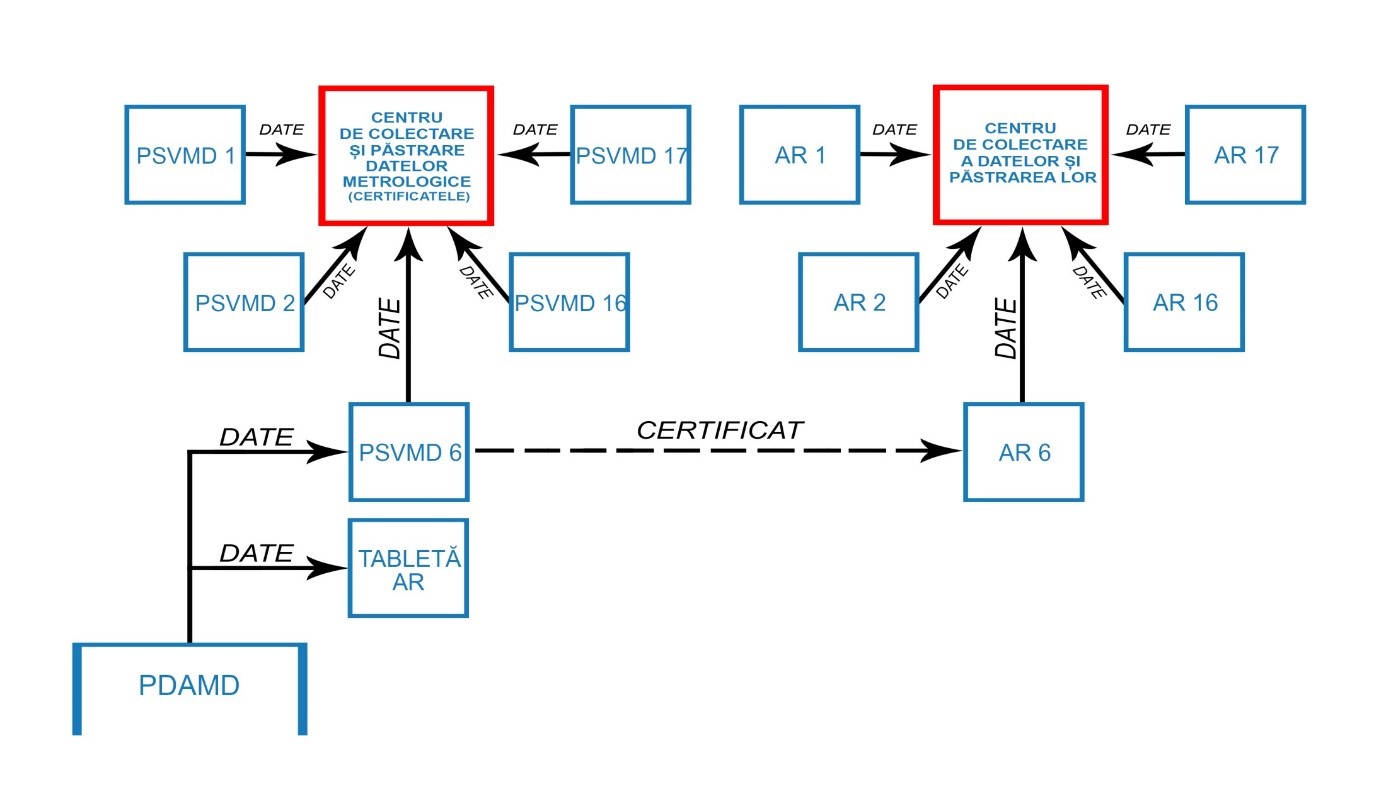 PSVMD 1
DATE
CENTRU
DE COLECTARE
ȘI PĂSTRARE
DATELOR
METROLOGICE
(CERTIFICATELE)
DATE
PSVMD 17
AR 1
DATE
CENTRU
DE COLECTARE
A DATELOR ȘI
PĂSTRAREA LOR
DATE
AR 17
PSVMD 2
DATE
DATE
DATE
PSVMD 16
AR 2
DATE
DATE
DATE
AR 16
DATE
PSVMD 6
CERTIFICAT
AR 6
DATE
TABLETĂ
AR
PDAMD